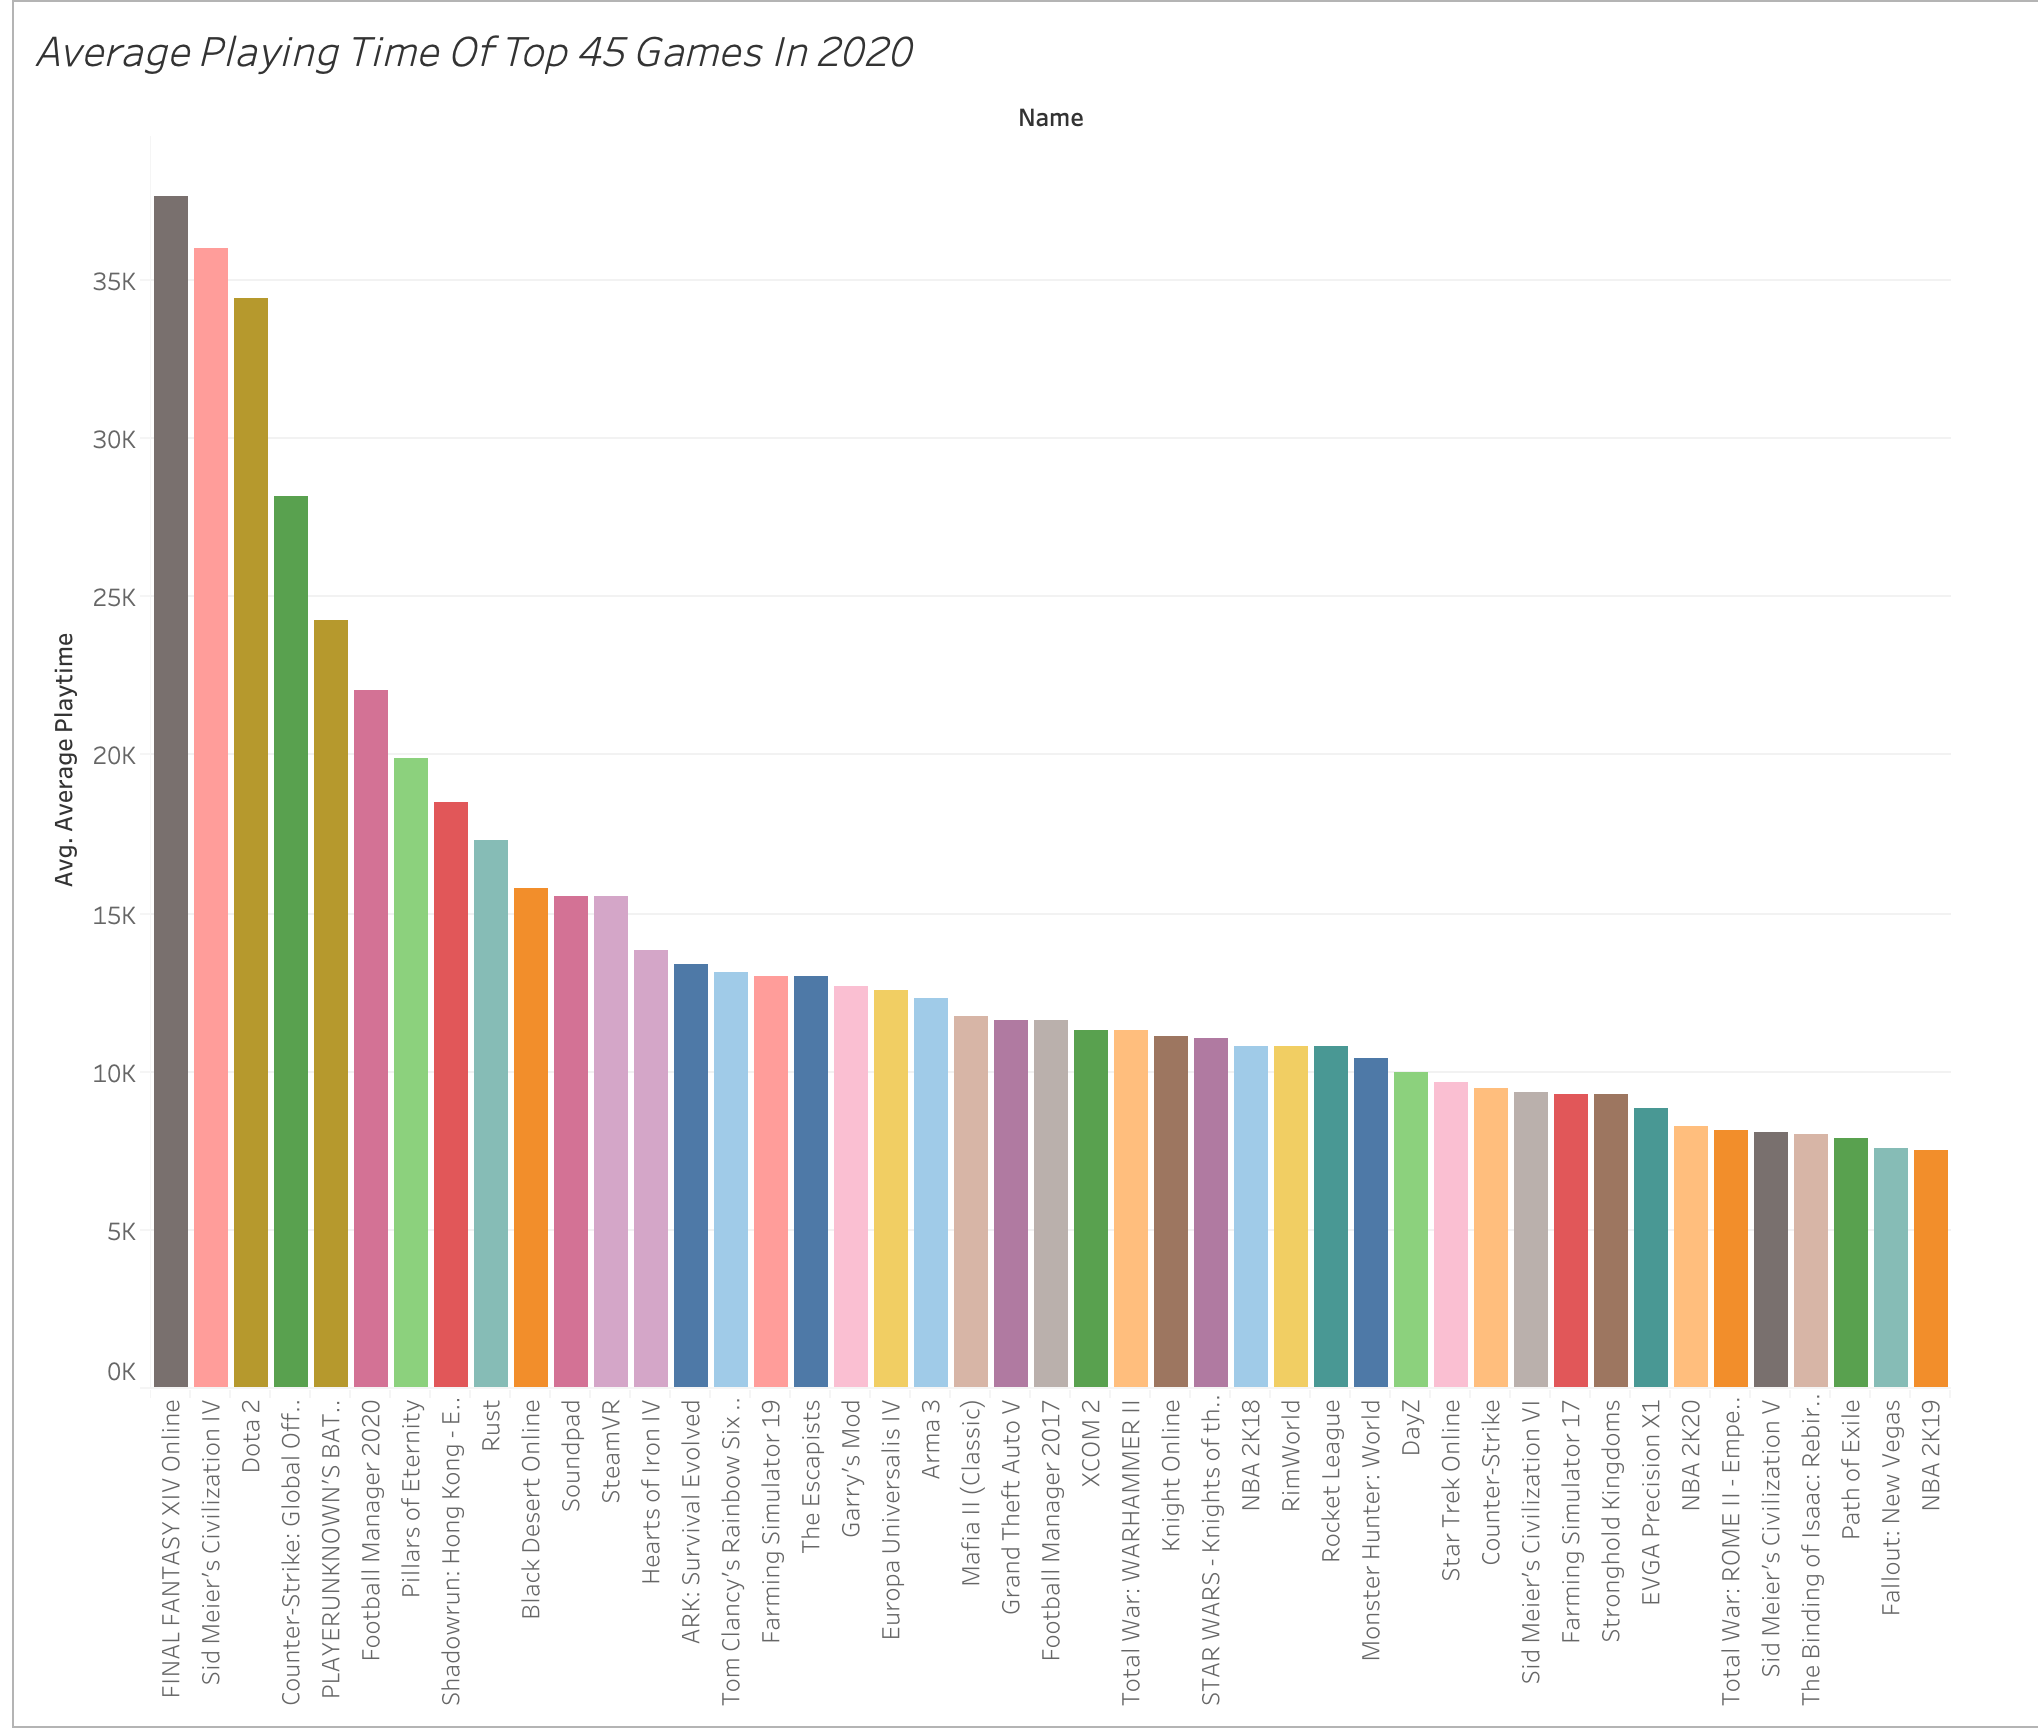 Average Playing Time Of Top 45 Games In 2020
Name
Avg. Average Playtime
35K
30K
25K
20K
15K
10K
5K
0K
FINAL FANTASY XIV Online
Sid Meier's Civilization IV
Dota 2
Counter-Strike: Global Off..
PLAYERUNKNOWN'S BAT..
Football Manager 2020
Pillars of Eternity
Shadowrun: Hong Kong - E..
Rust
Black Desert Online
Soundpad
SteamVR
Hearts of Iron IV
ARK: Survival Evolved
Tom Clancy's Rainbow Six ..
Farming Simulator 19
The Escapists
Garry's Mod
Europa Universalis IV
Arma 3
Mafia II (Classic)
Grand Theft Auto V
Football Manager 2017
XCOM 2
Total War: WARHAMMER II
Knight Online
STAR WARS - Knights of th..
NBA 2K18
RimWorld
Rocket League
Monster Hunter: World
DayZ
Star Trek Online
Counter-Strike
Sid Meier's Civilization VI
Farming Simulator 17
Stronghold Kingdoms
EVGA Precision X1
NBA 2K20
Total War: ROME II - Empe..
Sid Meier's Civilization V
The Binding of Isaac: Rebir..
Path of Exile
Fallout: New Vegas
NBA 2K19